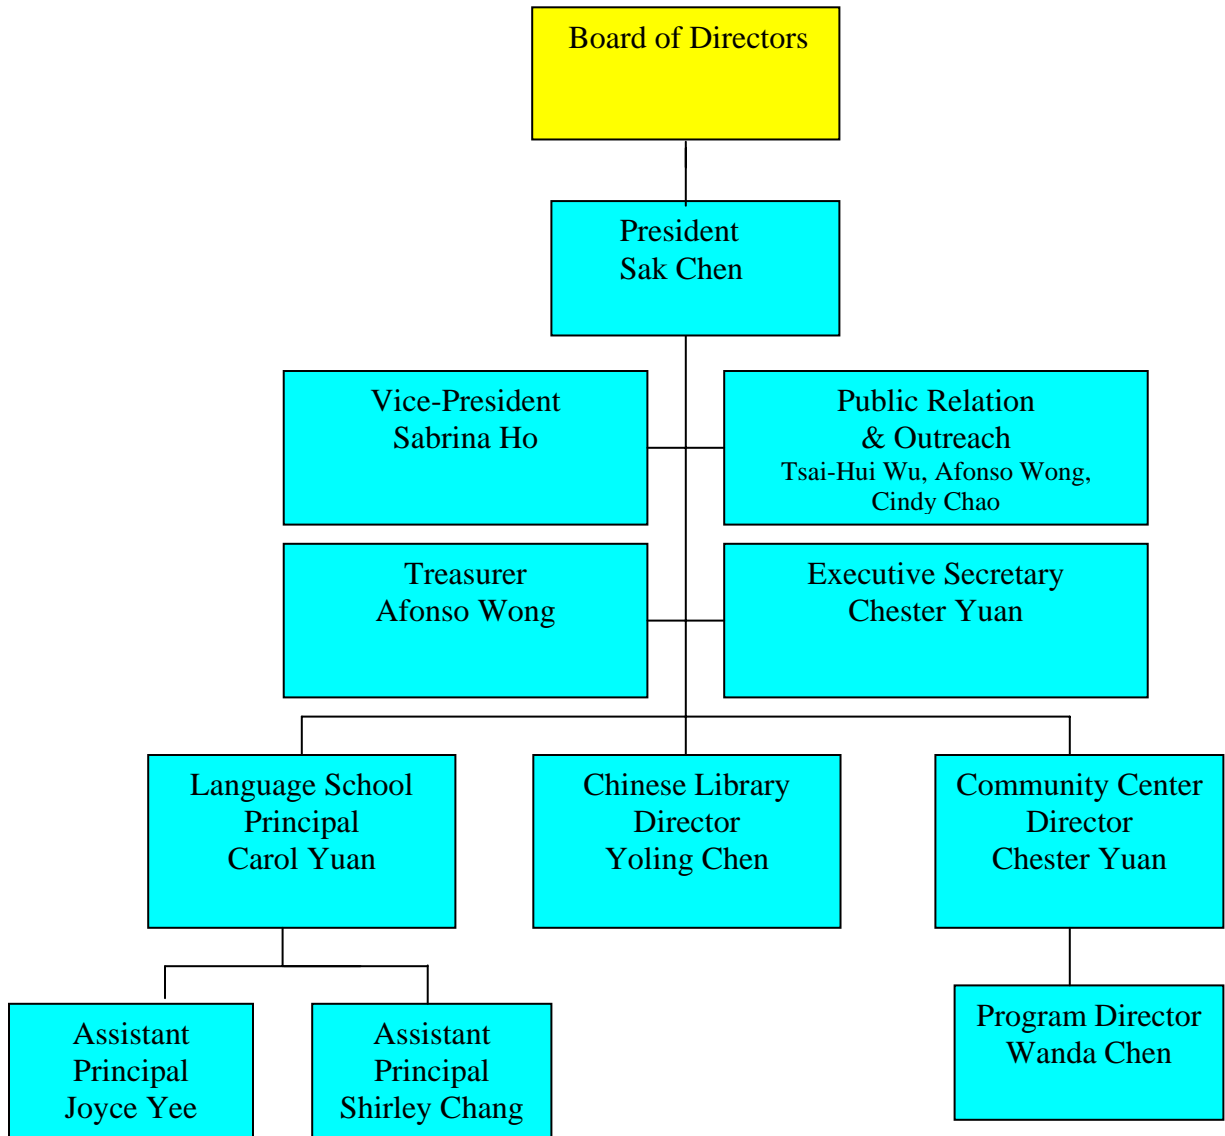 Board of Directors
President
Sak Chen
Vice-President
Sabrina Ho
Public Relation
& Outreach
Tsai-Hui Wu, Afonso Wong,
Cindy Chao
Treasurer
Afonso Wong
Executive Secretary
Chester Yuan
Language School
Principal
Carol Yuan
Chinese Library
Director
Yoling Chen
Community Center
Director
Chester Yuan
Assistant
Principal
Joyce Yee
Assistant
Principal
Shirley Chang
Program Director
Wanda Chen